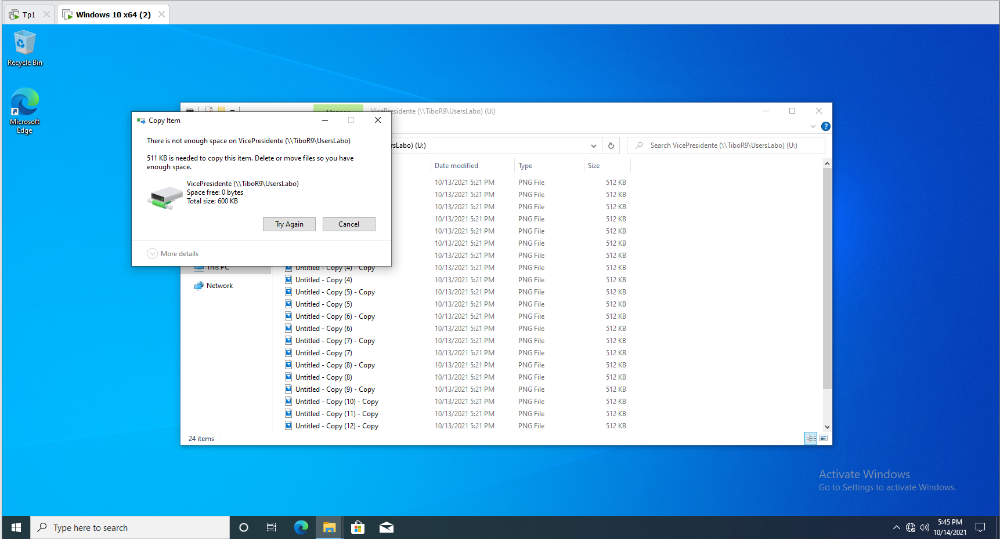 Tp1
Windows 10 x64 (2)
Recycle Bin
Microsoft
Edge
VicePresidente (\\TiboR9\UsersLabo) (U:)
Copy Item
There is not enough space on VicePresidente (\\TiboR9\UsersLabo)
511 KB is needed to copy this item. Delete or move files so you have
enough space.
VicePresidente (\\TiboR9\UsersLabo)
Space free: 0 bytes
Total size: 600 KB
Try Again
Cancel
More details
rsLabo) (U:)
Search VicePresidente (\\TiboR9\UsersLabo) (U:)
Date modified Type Size
10/13/2021 5:21 PM PNG File 512 KB
10/13/2021 5:21 PM PNG File 512 KB
10/13/2021 5:21 PM PNG File 512 KB
10/13/2021 5:21 PM PNG File 512 KB
10/13/2021 5:21 PM PNG File 512 KB
10/13/2021 5:21 PM PNG File 512 KB
10/13/2021 5:21 PM PNG File 512 KB
This PC
Network
Untitled - Copy (4) - Copy 10/13/2021 5:21 PM PNG File 512 KB
Untitled - Copy (4) 10/13/2021 5:21 PM PNG File 512 KB
Untitled - Copy (5) - Copy 10/13/2021 5:21 PM PNG File 512 KB
Untitled - Copy (5) 10/13/2021 5:21 PM PNG File 512 KB
Untitled - Copy (6) - Copy 10/13/2021 5:21 PM PNG File 512 KB
Untitled - Copy (6) 10/13/2021 5:21 PM PNG File 512 KB
Untitled - Copy (7) - Copy 10/13/2021 5:21 PM PNG File 512 KB
Untitled - Copy (7) 10/13/2021 5:21 PM PNG File 512 KB
Untitled - Copy (8) - Copy 10/13/2021 5:21 PM PNG File 512 KB
Untitled - Copy (8) 10/13/2021 5:21 PM PNG File 512 KB
Untitled - Copy (9) - Copy 10/13/2021 5:21 PM PNG File 512 KB
Untitled - Copy (10) - Copy 10/13/2021 5:21 PM PNG File 512 KB
Untitled - Copy (11) - Copy 10/13/2021 5:21 PM PNG File 512 KB
Untitled - Copy (12) - Copy 10/13/2021 5:21 PM PNG File 512 KB
24 items
Activate Windows
Go to Settings to activate Windows.
Type here to search
5:45 PM
10/14/2021